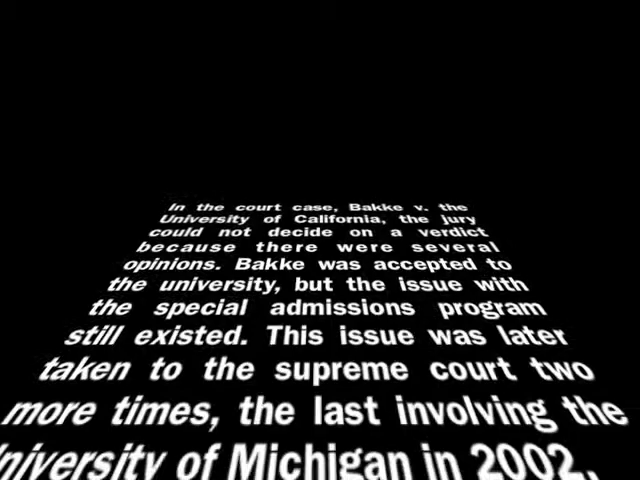 In the court case, Bakke v. the
University of California, the jury
could not decide on a verdict
because there were several
opinions. Bakke was accepted to
the university, but the issue with
the special admissions program
still existed. This issue was later
taken to the supreme court two
more times, the last involving the
University of Michigan in 2002.